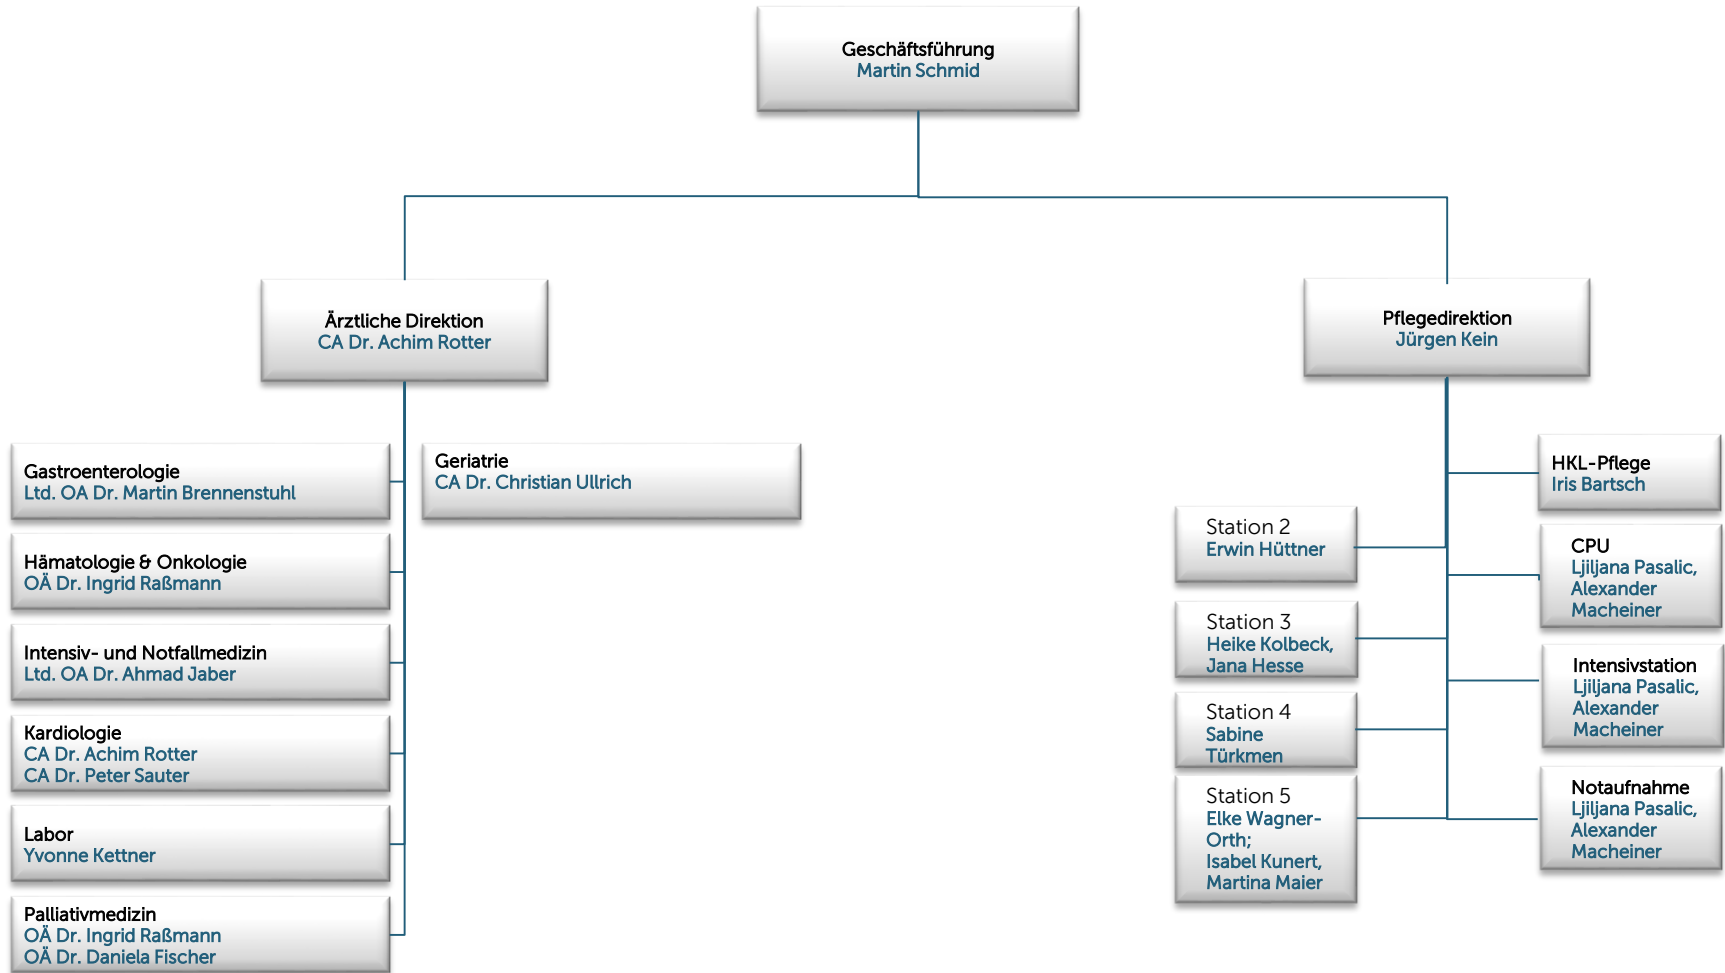 Geschäftsführung
Martin Schmid
Ärztliche Direktion
CA Dr. Achim Rotter
Pflegedirektion
Jürgen Kein
Gastroenterologie
Ltd. OA Dr. Martin Brennenstuhl
Geriatrie
CA Dr. Christian Ullrich
Hämatologie & Onkologie
OÄ Dr. Ingrid Raßmann
Intensiv- und Notfallmedizin
Ltd. OA Dr. Ahmad Jaber
Kardiologie
CA Dr. Achim Rotter
CA Dr. Peter Sauter
Labor
Yvonne Kettner
Palliativmedizin
OÄ Dr. Ingrid Raßmann
OÄ Dr. Daniela Fischer
Station 2
Erwin Hüttner
Station 3
Heike Kolbeck,
Jana Hesse
Station 4
Sabine
Türkmen
Station 5
Elke Wagner-
Orth;
Isabel Kunert,
Martina Maier
HKL-Pflege
Iris Bartsch
CPU
Ljiljana Pasalic,
Alexander
Macheiner
Intensivstation
Ljiljana Pasalic,
Alexander
Macheiner
Notaufnahme
Ljiljana Pasalic,
Alexander
Macheiner